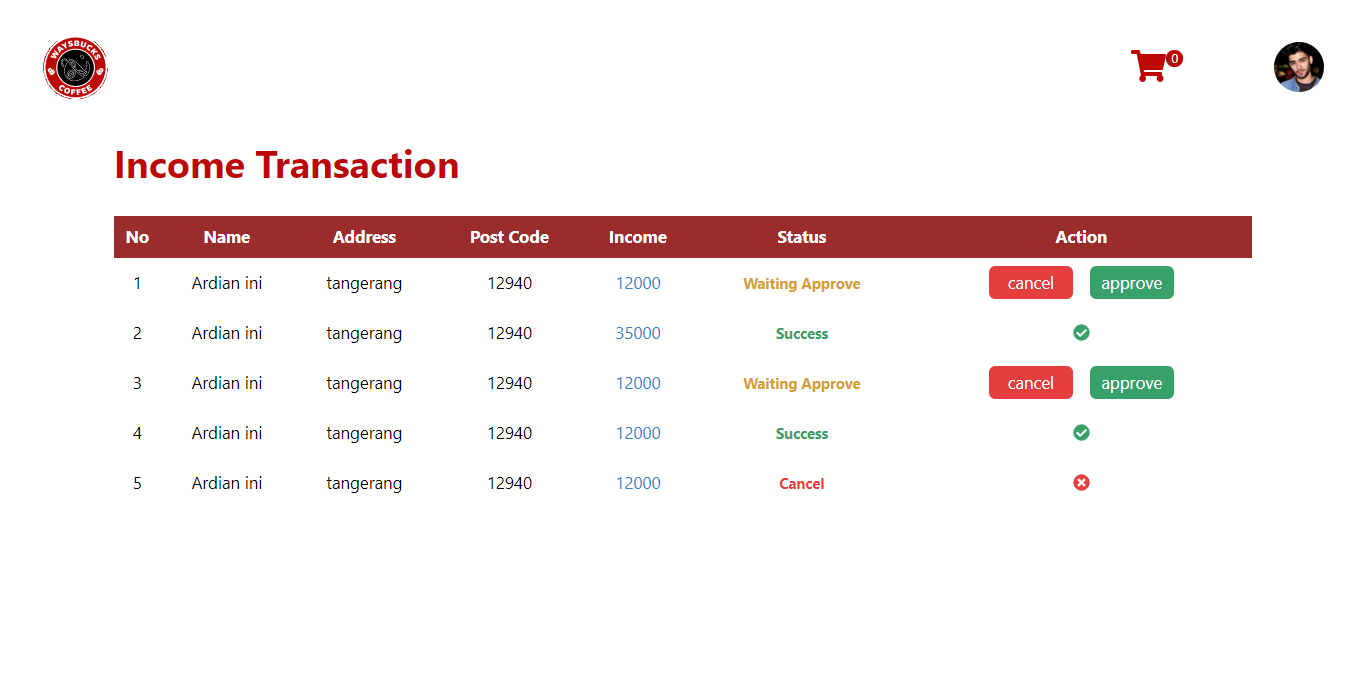 WAYSBUCKS
COFFEE
0
Income Transaction
No Name Address Post Code Income Status Action
1 Ardian ini tangerang 12940 12000 Waiting Approve cancel approve
2 Ardian ini tangerang 12940 35000 Success
3 Ardian ini tangerang 12940 12000 Waiting Approve cancel approve
4 Ardian ini tangerang 12940 12000 Success
5 Ardian ini tangerang 12940 12000 Cancel